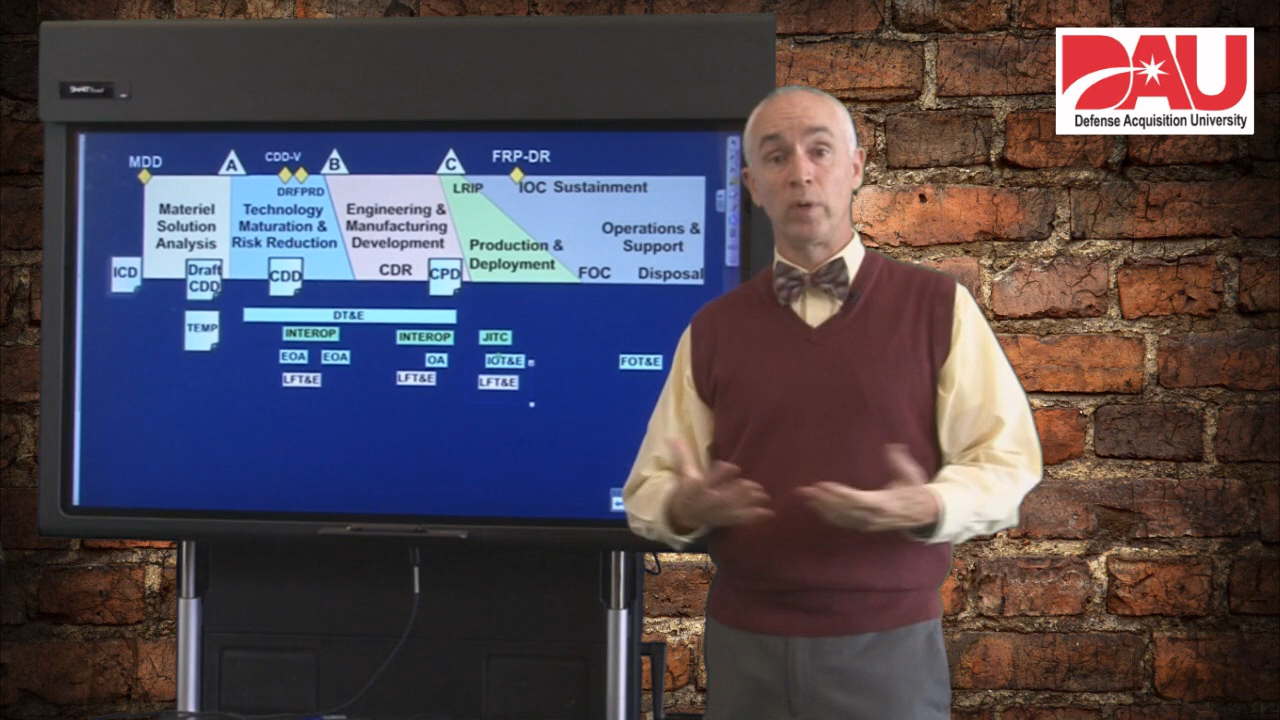 DAU
Defense Acquisition University
SMART Board
MDD
A
CDD-V
B
C
FRP-DR
DRFPRD
LRIP
IOC Sustainment
Materiel
Solution
Analysis
Technology
Maturation &
Risk Reduction
Engineering &
Manufacturing
Development
Production &
Deployment
Operations &
Support
ICD
Draft
CDD
CDD
CDR
CPD
FOC
Disposal
TEMP
DT&E
INTEROP
INTEROP
JITC
EOA
EOA
OA
IOT&E
FOT&E
LFT&E
LFT&E
LFT&E